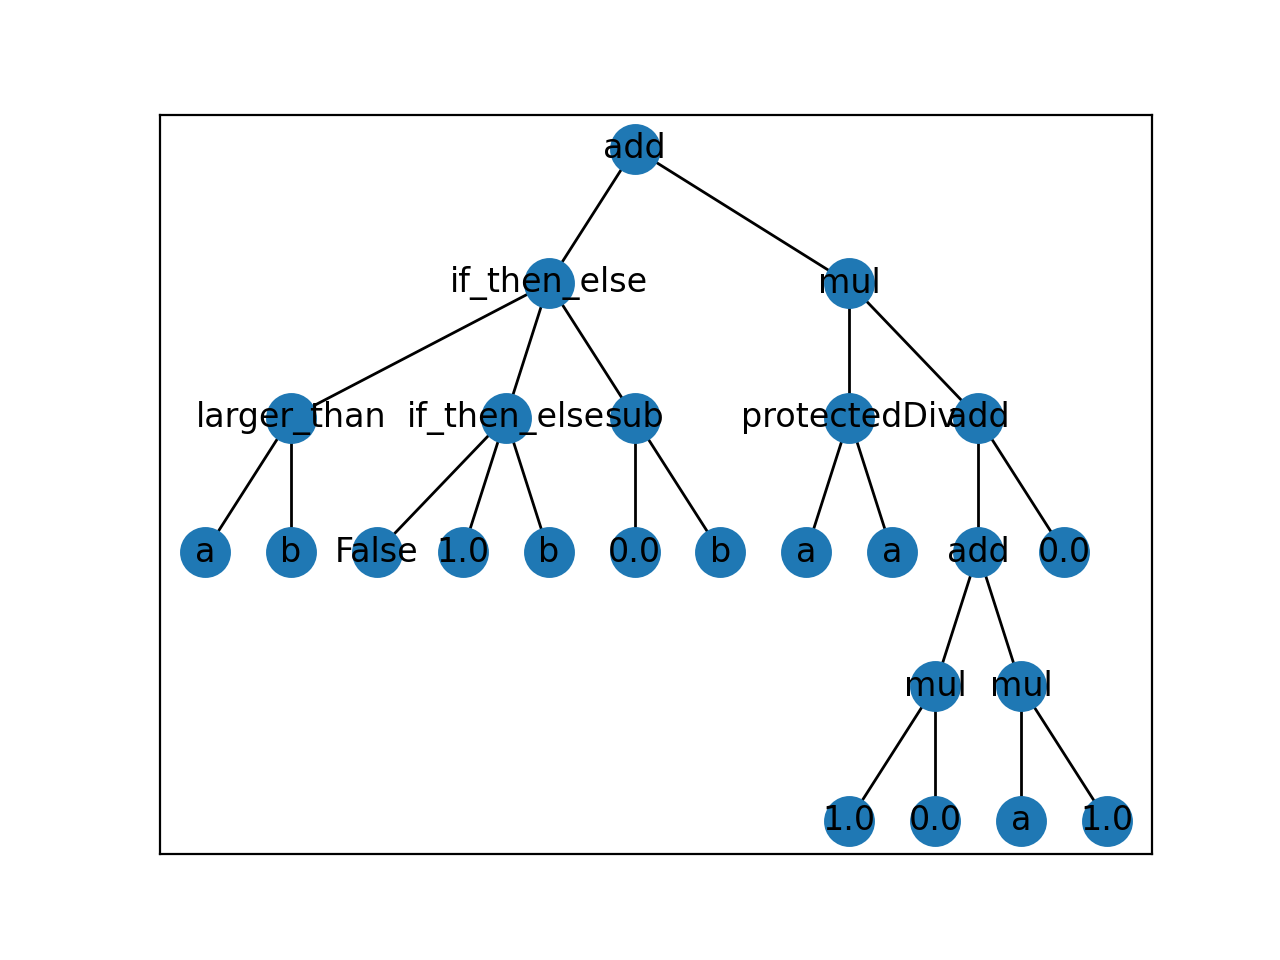 add
if_then_else mul
larger_than if_then_else sub protectedDiv add
a b False 1.0 b 0.0 b a a add 0.0
mul mul
1.0 0.0 a 1.0